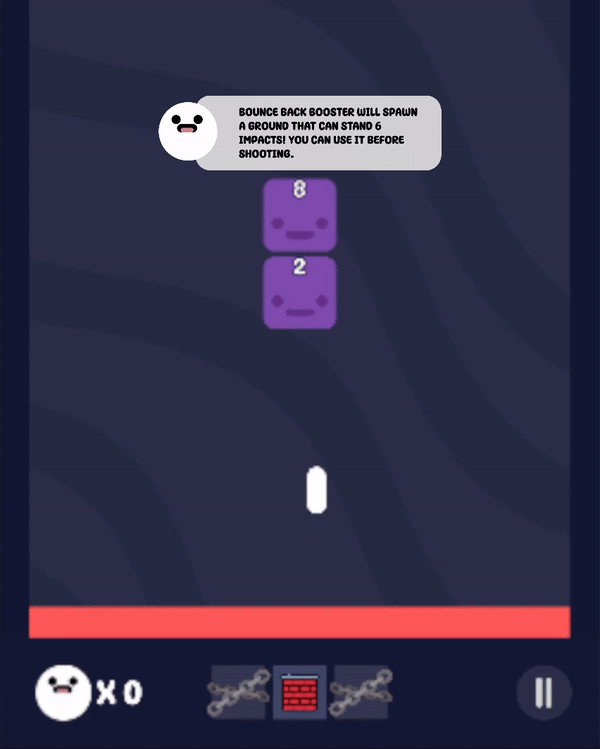 BOUNCE BACK BOOSTER WILL SPAWN
A GROUND THAT CAN STAND 6
IMPACTS! YOU CAN USE IT BEFORE
SHOOTING.
8
2
X 0